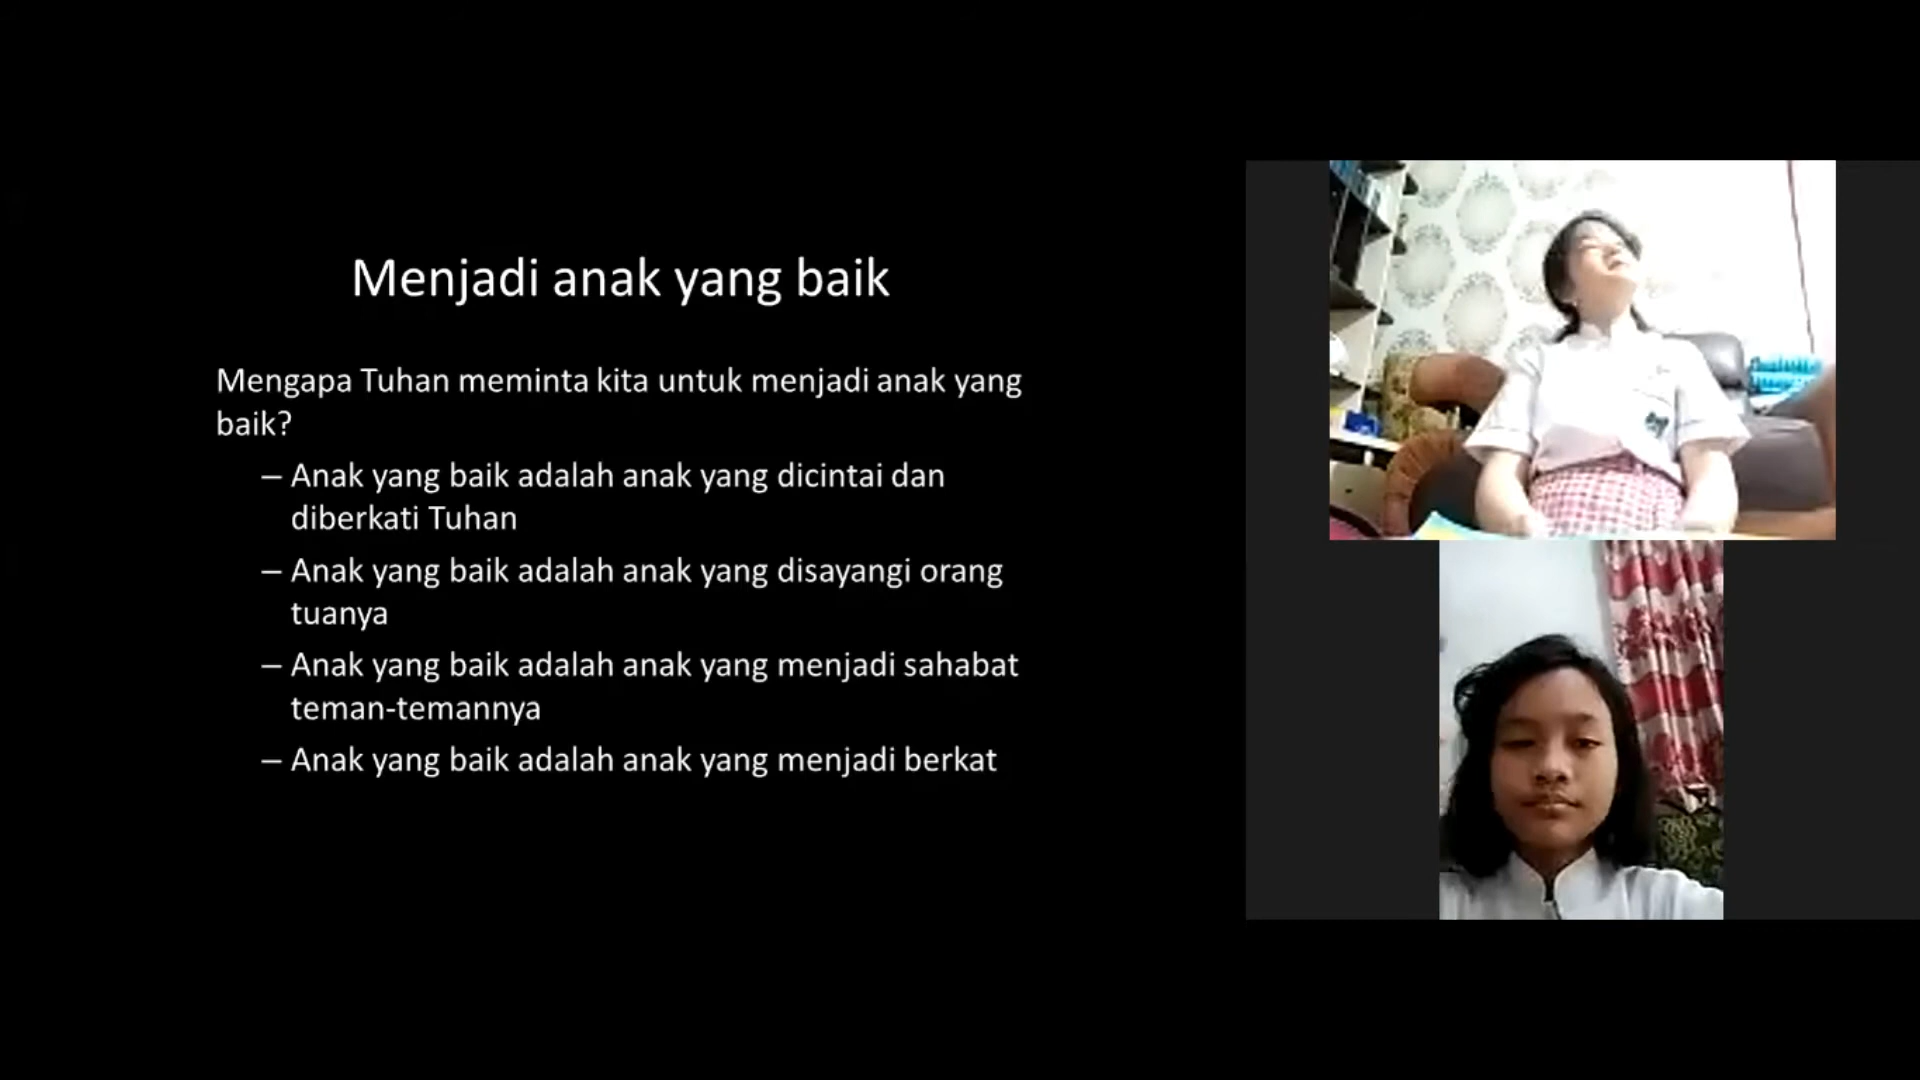 Menjadi anak yang baik
Mengapa Tuhan meminta kita untuk menjadi anak yang
baik?
– Anak yang baik adalah anak yang dicintai dan
diberkati Tuhan
– Anak yang baik adalah anak yang disayangi orang
tuanya
– Anak yang baik adalah anak yang menjadi sahabat
teman-temannya
– Anak yang baik adalah anak yang menjadi berkat